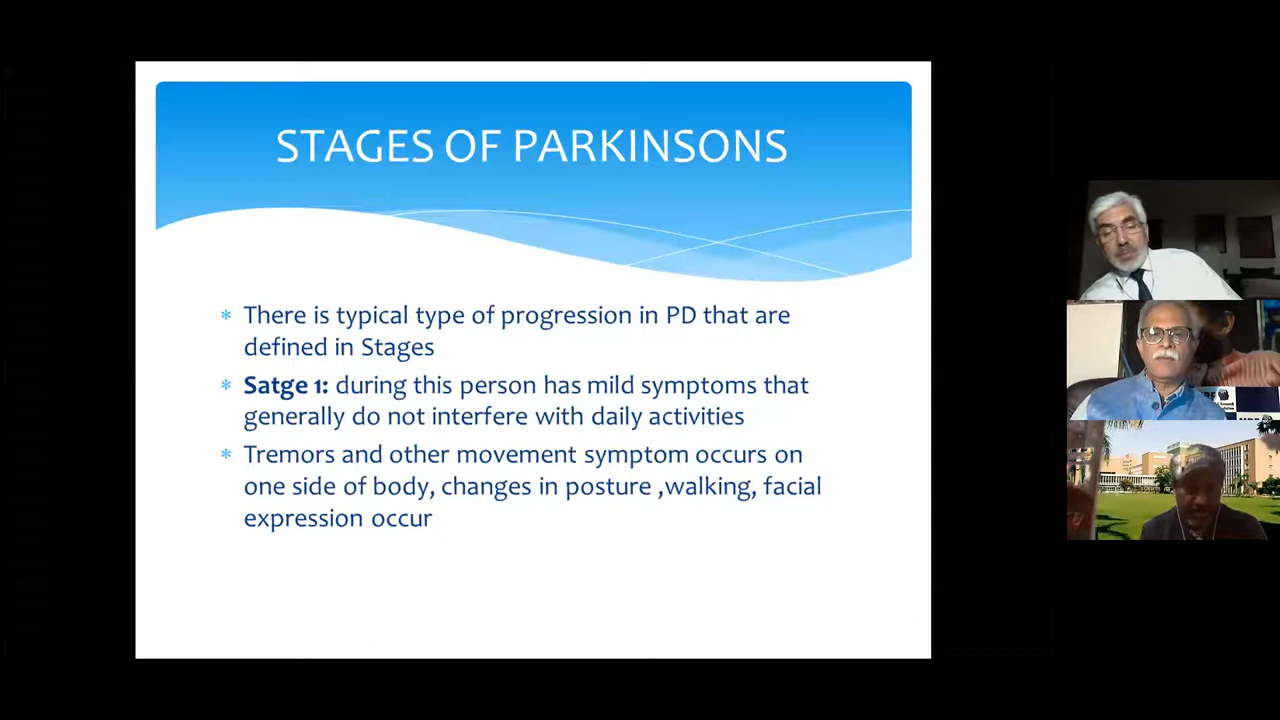 STAGES OF PARKINSONS
* There is typical type of progression in PD that are
defined in Stages
* Satge 1: during this person has mild symptoms that
generally do not interfere with daily activities
* Tremors and other movement symptom occurs on
one side of body, changes in posture ,walking, facial
expression occur